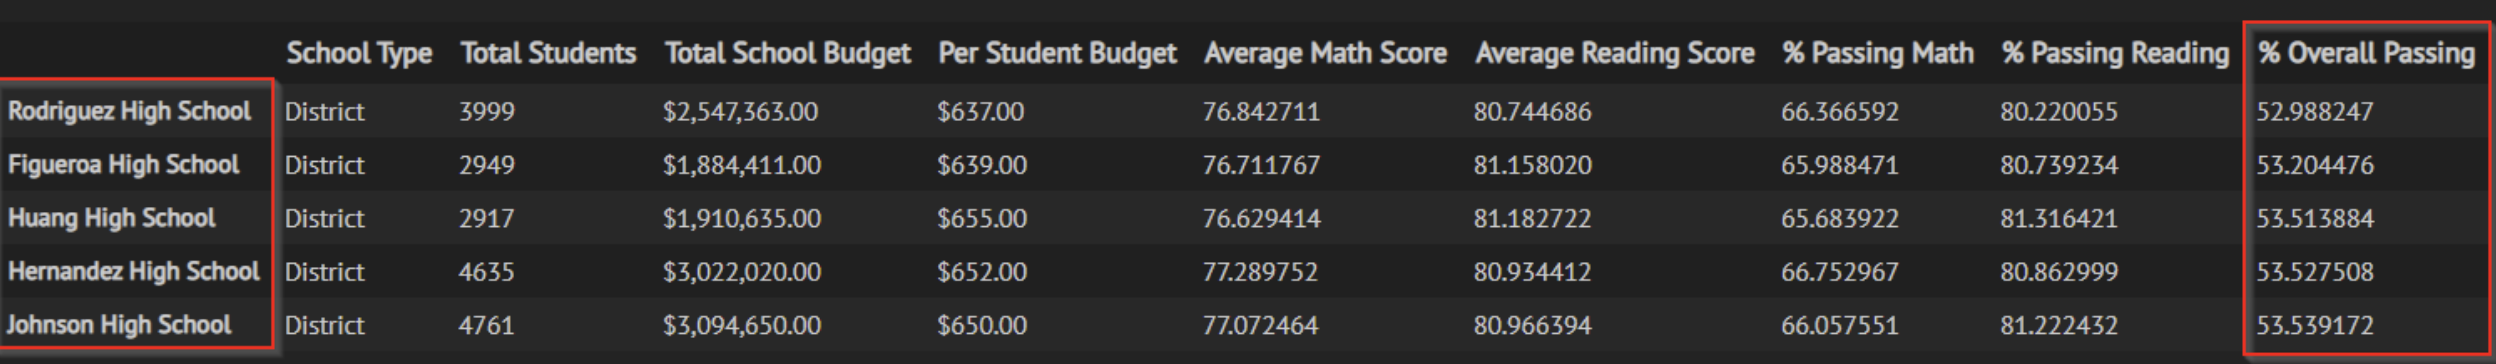 School Type Total Students Total School Budget Per Student Budget Average Math Score Average Reading Score % Passing Math % Passing Reading % Overall Passing
Rodriguez High School District 3999 $2,547,363.00 $637.00 76.842711 80.744686 66.366592 80.220055 52.988247
Figueroa High School District 2949 $1,884,411.00 $639.00 76.711767 81.158020 65.988471 80.739234 53.204476
Huang High School District 2917 $1,910,635.00 $655.00 76.629414 81.182722 65.683922 81.316421 53.513884
Hernandez High School District 4635 $3,022,020.00 $652.00 77.289752 80.934412 66.752967 80.862999 53.527508
Johnson High School District 4761 $3,094,650.00 $650.00 77.072464 80.966394 66.057551 81.222432 53.539172